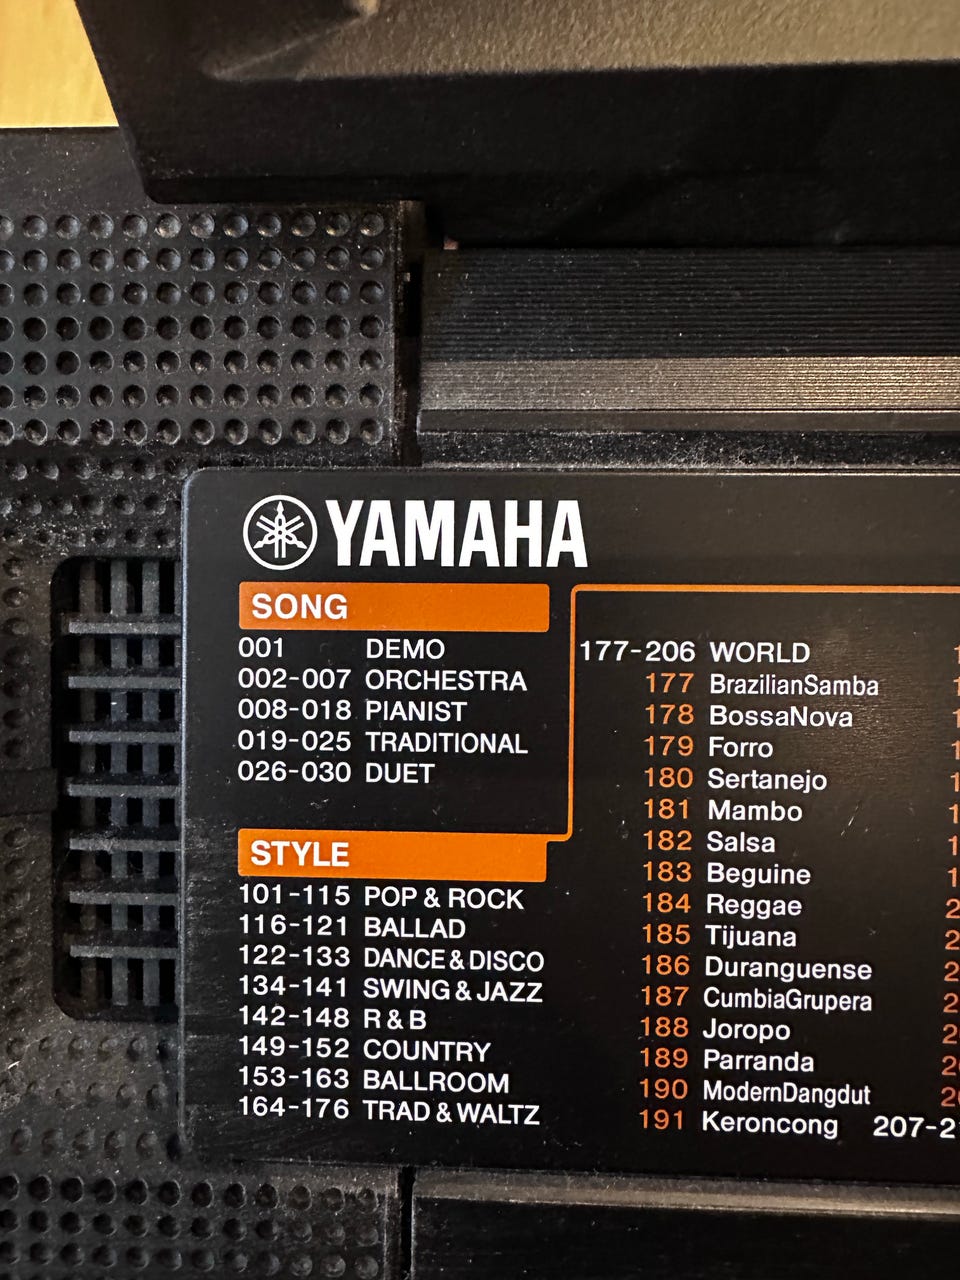 YAMAHA
SONG
001 DEMO
002-007 ORCHESTRA
008-018 PIANIST
019-025 TRADITIONAL
026-030 DUET
STYLE
101-115 POP & ROCK
116-121 BALLAD
122-133 DANCE & DISCO
134-141 SWING & JAZZ
142-148 R & B
149-152 COUNTRY
153-163 BALLROOM
164-176 TRAD & WALTZ
177-206 WORLD
177 BrazilianSamba
178 BossaNova
179 Forro
180 Sertanejo
181 Mambo
182 Salsa
183 Beguine
184 Reggae
185 Tijuana
186 Duranguense
187 CumbiaGrupera
188 Joropo
189 Parranda
190 ModernDangdut
191 Keroncong